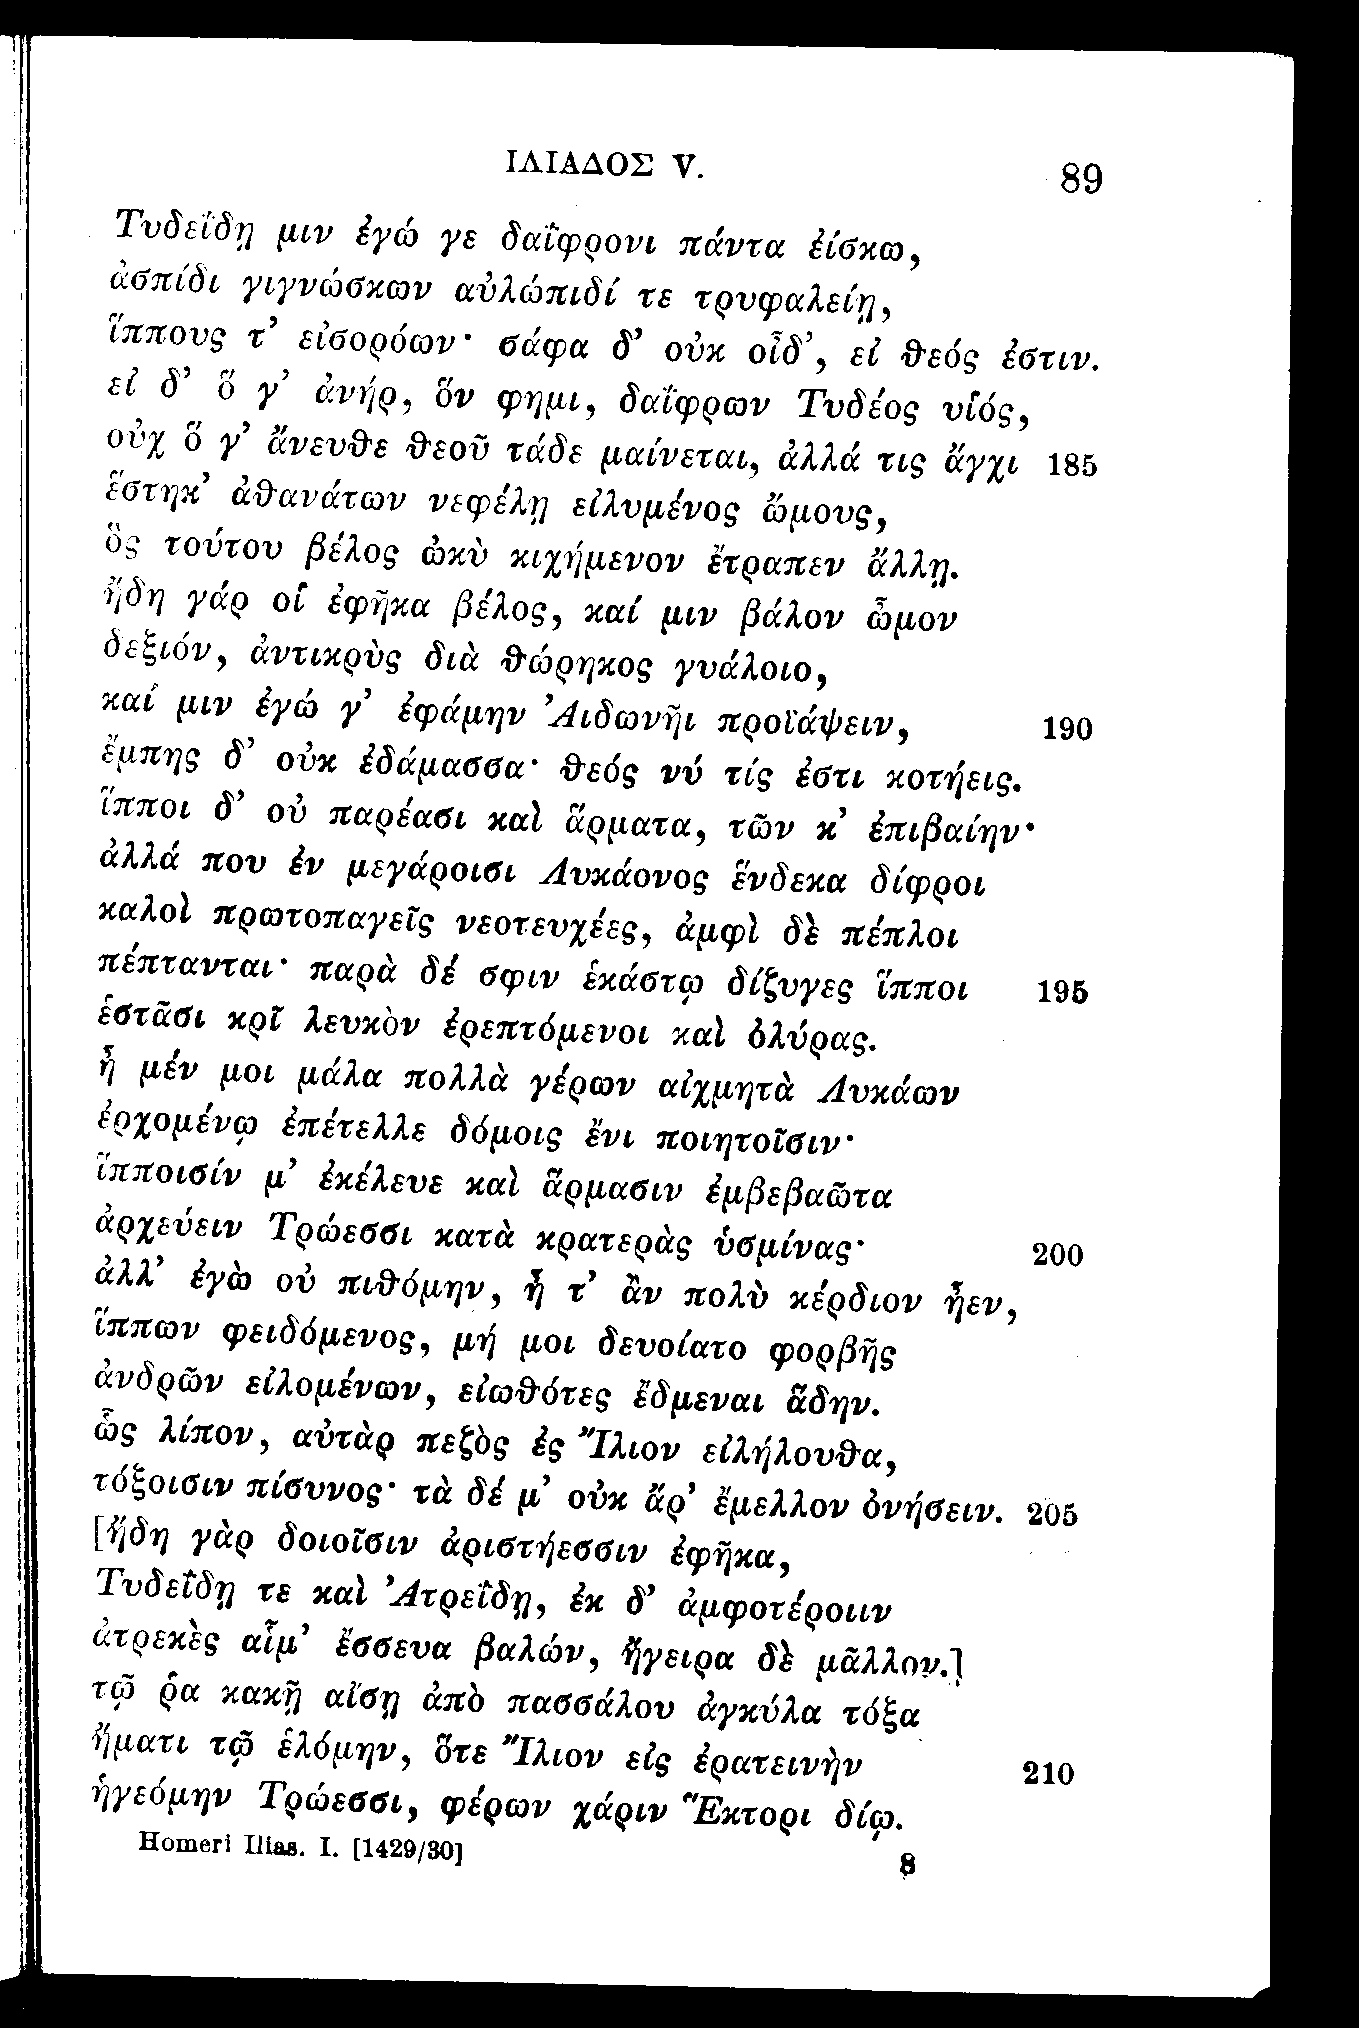 ΙΛΙΑΔΟΣ V. 89
Τυδεΐδῃ μιν ἐγώ γε δαΐφρονι πάντα ἐίσκω,
ἀσπίδι γιγνώσκων αὐλώπιδί τε τρυφαλείῃ,
ἵππους τ’ εἰσορόων· σάφα δ’ οὐκ οἶδ’, εἰ θεός ἐστιν.
εἰ δ’ ὅ γ’ ἀνήρ, ὅν φημι, δαΐφρων Τυδέος υἱός,
οὐχ ὅ γ’ ἄνευθε θεοῦ τάδε μαίνεται, ἀλλά τις ἄγχι 185
ἕστηκ’ ἀθανάτων νεφέλῃ εἰλυμένος ὤμους,
ὃς τούτου βέλος ὠκὺ κιχήμενον ἔτραπεν ἄλλῃ.
ἤδη γάρ οἱ ἐφῆκα βέλος, καί μιν βάλον ὦμον
δεξιόν, ἀντικρὺς διὰ θώρηκος γυάλοιο,
καί μιν ἐγώ γ’ ἐφάμην Ἀιδωνῆι προϊάψειν, 190
ἔμπης δ’ οὐκ ἐδάμασσα· θεός νύ τίς ἐστι κοτήεις.
ἵπποι δ’ οὐ παρέασι καὶ ἅρματα, τῶν κ’ ἐπιβαίην·
ἀλλά που ἐν μεγάροισι Λυκάονος ἕνδεκα δίφροι
καλοὶ πρωτοπαγεῖς νεοτευχέες, ἀμφὶ δὲ πέπλοι
πέπτανται· παρὰ δέ σφιν ἑκάστῳ δίζυγες ἵπποι 195
ἑστᾶσι κρῖ λευκὸν ἐρεπτόμενοι καὶ ὀλύρας.
ἦ μέν μοι μάλα πολλὰ γέρων αἰχμητὰ Λυκάων
ἐρχομένῳ ἐπέτελλε δόμοις ἔνι ποιητοῖσιν·
ἵπποισίν μ’ ἐκέλευε καὶ ἅρμασιν ἐμβεβαῶτα
ἀρχεύειν Τρώεσσι κατὰ κρατερὰς ὑσμίνας· 200
ἀλλ’ ἐγὼ οὐ πιθόμην, ἦ τ’ ἂν πολὺ κέρδιον ἦεν,
ἵππων φειδόμενος, μή μοι δευοίατο φορβῆς
ἀνδρῶν εἰλομένων, εἰωθότες ἔδμεναι ἅδην.
ὣς λίπον, αὐτὰρ πεζὸς ἐς Ἴλιον εἰλήλουθα,
τόξοισιν πίσυνος· τὰ δέ μ’ οὐκ ἄρ’ ἔμελλον ὀνήσειν. 205
[ἤδη γὰρ δοιοῖσιν ἀριστήεσσιν ἐφῆκα,
Τυδεΐδῃ τε καὶ Ἀτρεΐδῃ, ἐκ δ’ ἀμφοτέροιιν
ἀτρεκὲς αἷμ’ ἔσσευα βαλών, ἤγειρα δὲ μᾶλλον.]
τῷ ῥα κακῇ αἴσῃ ἀπὸ πασσάλου ἀγκύλα τόξα
ἤματι τῷ ἑλόμην, ὅτε Ἴλιον εἰς ἐρατεινὴν 210
ἡγεόμην Τρώεσσι, φέρων χάριν Ἕκτορι δίῳ.
Homeri Ilias. I. [1429/30] 8